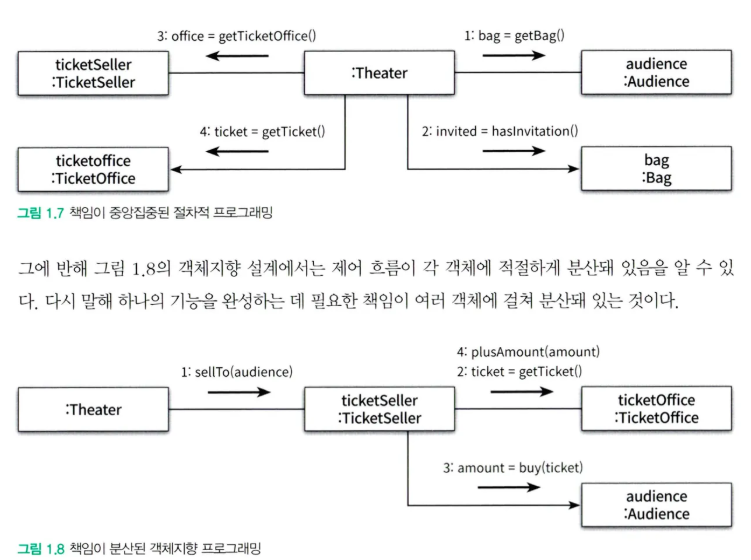 3: office = getTicketOffice()
1: bag = getBag()
ticketSeller
:TicketSeller
:Theater
audience
:Audience
4: ticket = getTicket()
2: invited = hasInvitation()
ticketoffice
:TicketOffice
bag
:Bag
그림 1.7 책임이 중앙집중된 절차적 프로그래밍
그에 반해 그림 1.8의 객체지향 설계에서는 제어 흐름이 각 객체에 적절하게 분산돼 있음을 알 수 있
다. 다시 말해 하나의 기능을 완성하는 데 필요한 책임이 여러 객체에 걸쳐 분산돼 있는 것이다.
4: plusAmount(amount)
1: sellTo(audience)
2: ticket = getTicket()
:Theater
ticketSeller
:TicketSeller
ticketOffice
:TicketOffice
3: amount = buy(ticket)
audience
:Audience
그림 1.8 책임이 분산된 객체지향 프로그래밍